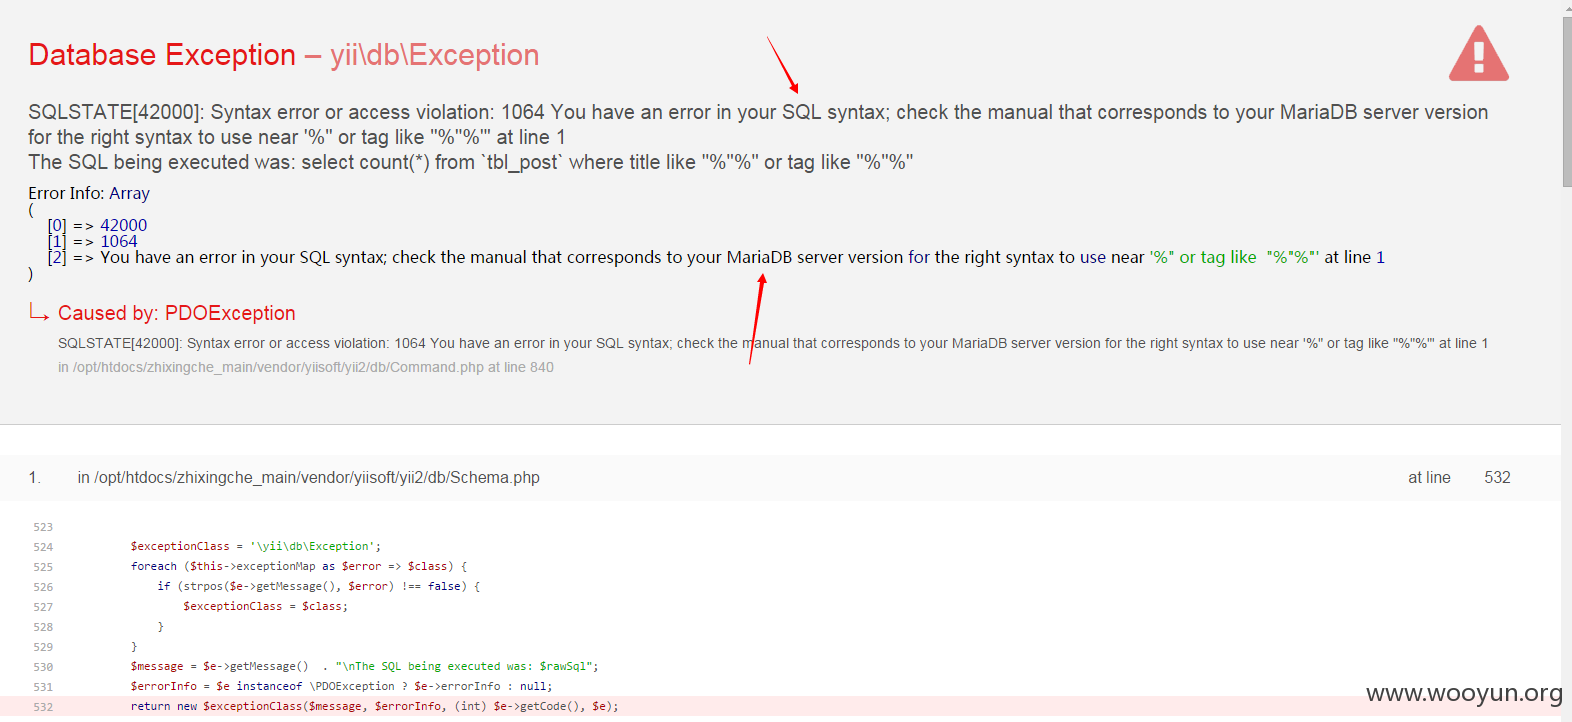 Database Exception – yii\db\Exception
SQLSTATE[42000]: Syntax error or access violation: 1064 You have an error in your SQL syntax; check the manual that corresponds to your MariaDB server version
for the right syntax to use near '%" or tag like "%"%"' at line 1
The SQL being executed was: select count(*) from `tbl_post` where title like "%"%" or tag like "%"%"
Error Info: Array
(
[0] => 42000
[1] => 1064
[2] => You have an error in your SQL syntax; check the manual that corresponds to your MariaDB server version for the right syntax to use near '%" or tag like  "%"%"' at line 1
)
Caused by: PDOException
SQLSTATE[42000]: Syntax error or access violation: 1064 You have an error in your SQL syntax; check the manual that corresponds to your MariaDB server version for the right syntax to use near '%" or tag like "%"%"' at line 1
in /opt/htdocs/zhixingche_main/vendor/yiisoft/yii2/db/Command.php at line 840
1. in /opt/htdocs/zhixingche_main/vendor/yiisoft/yii2/db/Schema.php at line 532
523
524 $exceptionClass = '\yii\db\Exception';
525 foreach ($this->exceptionMap as $error => $class) {
526 if (strpos($e->getMessage(), $error) !== false) {
527 $exceptionClass = $class;
528 }
529 }
530 $message = $e->getMessage()  . "\nThe SQL being executed was: $rawSql";
531 $errorInfo = $e instanceof \PDOException ? $e->errorInfo : null;
532 return new $exceptionClass($message, $errorInfo, (int) $e->getCode(), $e);
www.wooyun.org